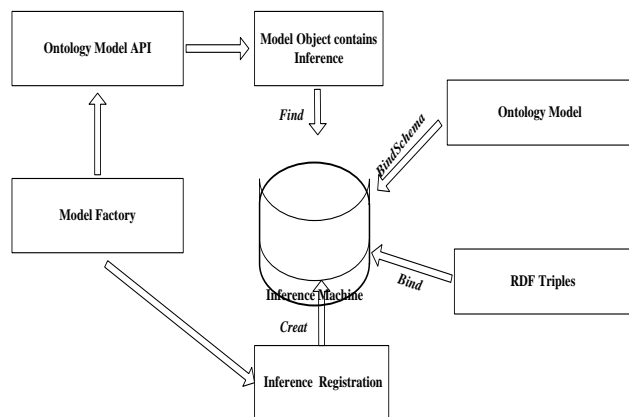 Ontology Model API
Model Object contains
Inference
Find
BindSchema
Ontology Model
Model Factory
Bind
RDF Triples
Inference Machine
Creat
Inference Registration